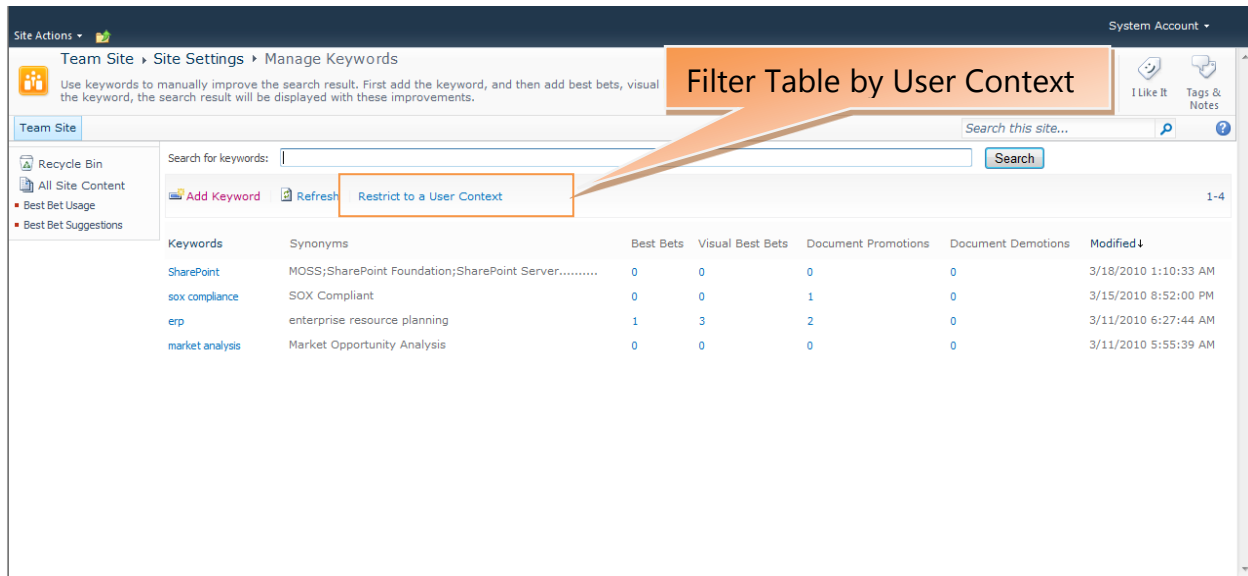 System Account
Site Actions
Team Site Site Settings Manage Keywords
Use keywords to manually improve the search result. First add the keyword, and then add best bets, visual
the keyword, the search result will be displayed with these improvements.
Filter Table by User Context
I Like It
Tags & Notes
Team Site
Search this site...
Recycle Bin
All Site Content
Best Bet Usage
Best Bet Suggestions
Search for keywords:
Search
Add Keyword Refresh Restrict to a User Context 1-4
Keywords Synonyms Best Bets Visual Best Bets Document Promotions Document Demotions Modified↓
SharePoint MOSS;SharePoint Foundation;SharePoint Server.......... 0 0 0 0 3/18/2010 1:10:33 AM
sox compliance SOX Compliant 0 0 1 0 3/15/2010 8:52:00 PM
erp enterprise resource planning 1 3 2 0 3/11/2010 6:27:44 AM
market analysis Market Opportunity Analysis 0 0 0 0 3/11/2010 5:55:39 AM